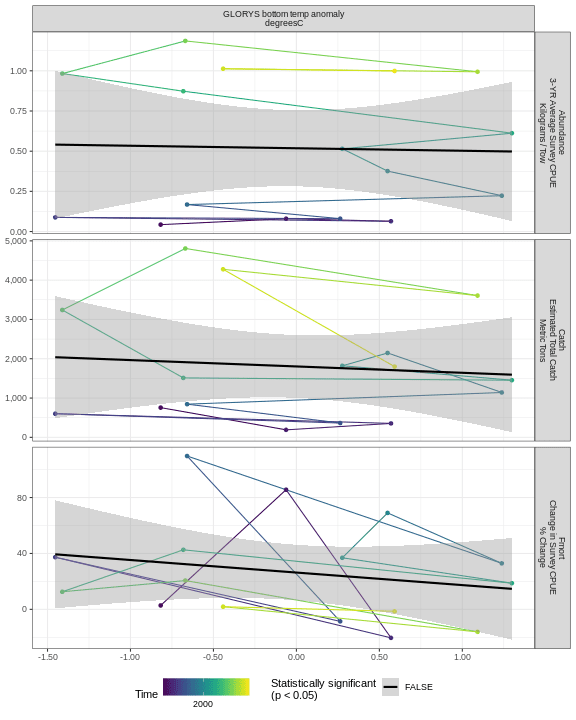 GLORYS bottom temp anomaly
degreesC
1.00
0.75
0.50
0.25
0.00
Abundance
3-YR Average Survey CPUE
Kilograms / Tow
5,000
4,000
3,000
2,000
1,000
0
Catch
Estimated Total Catch
Metric Tons
80
40
0
Fmort
Change in Survey CPUE
% Change
-1.50
-1.00
-0.50
0.00
0.50
1.00
Time
2000
Statistically significant
(p < 0.05)
FALSE